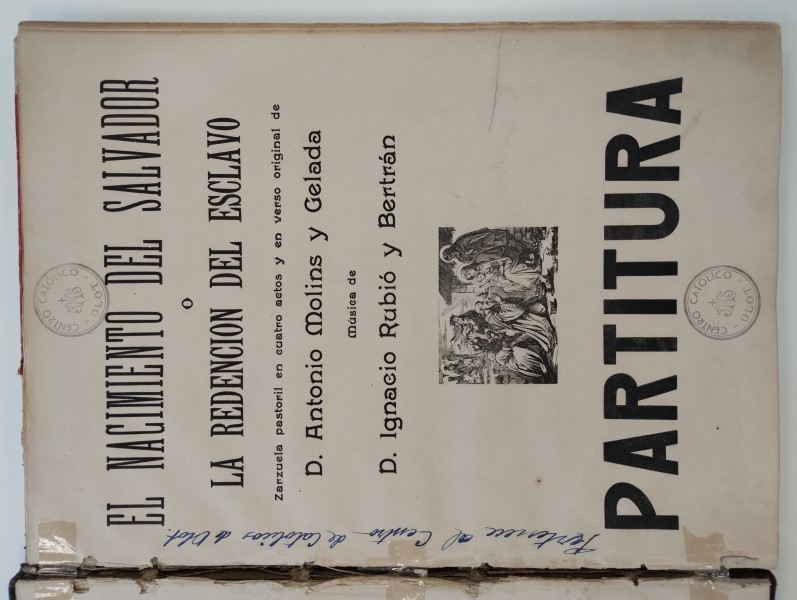 EL NACIMIENTO DEL SALVADOR
O
LA REDENCION DEL ESCLAVO
Zarzuela pastoril en cuatro actos y en verso original de
D. Antonio Molins y Gelada
Música de
D. Ignacio Rubió y Bertrán
PARTITURA
CENTRO CATÓLICO - OLOT -
CENTRO CATÓLICO - OLOT -
Pertenece al Centro de Catolicos de Olot.